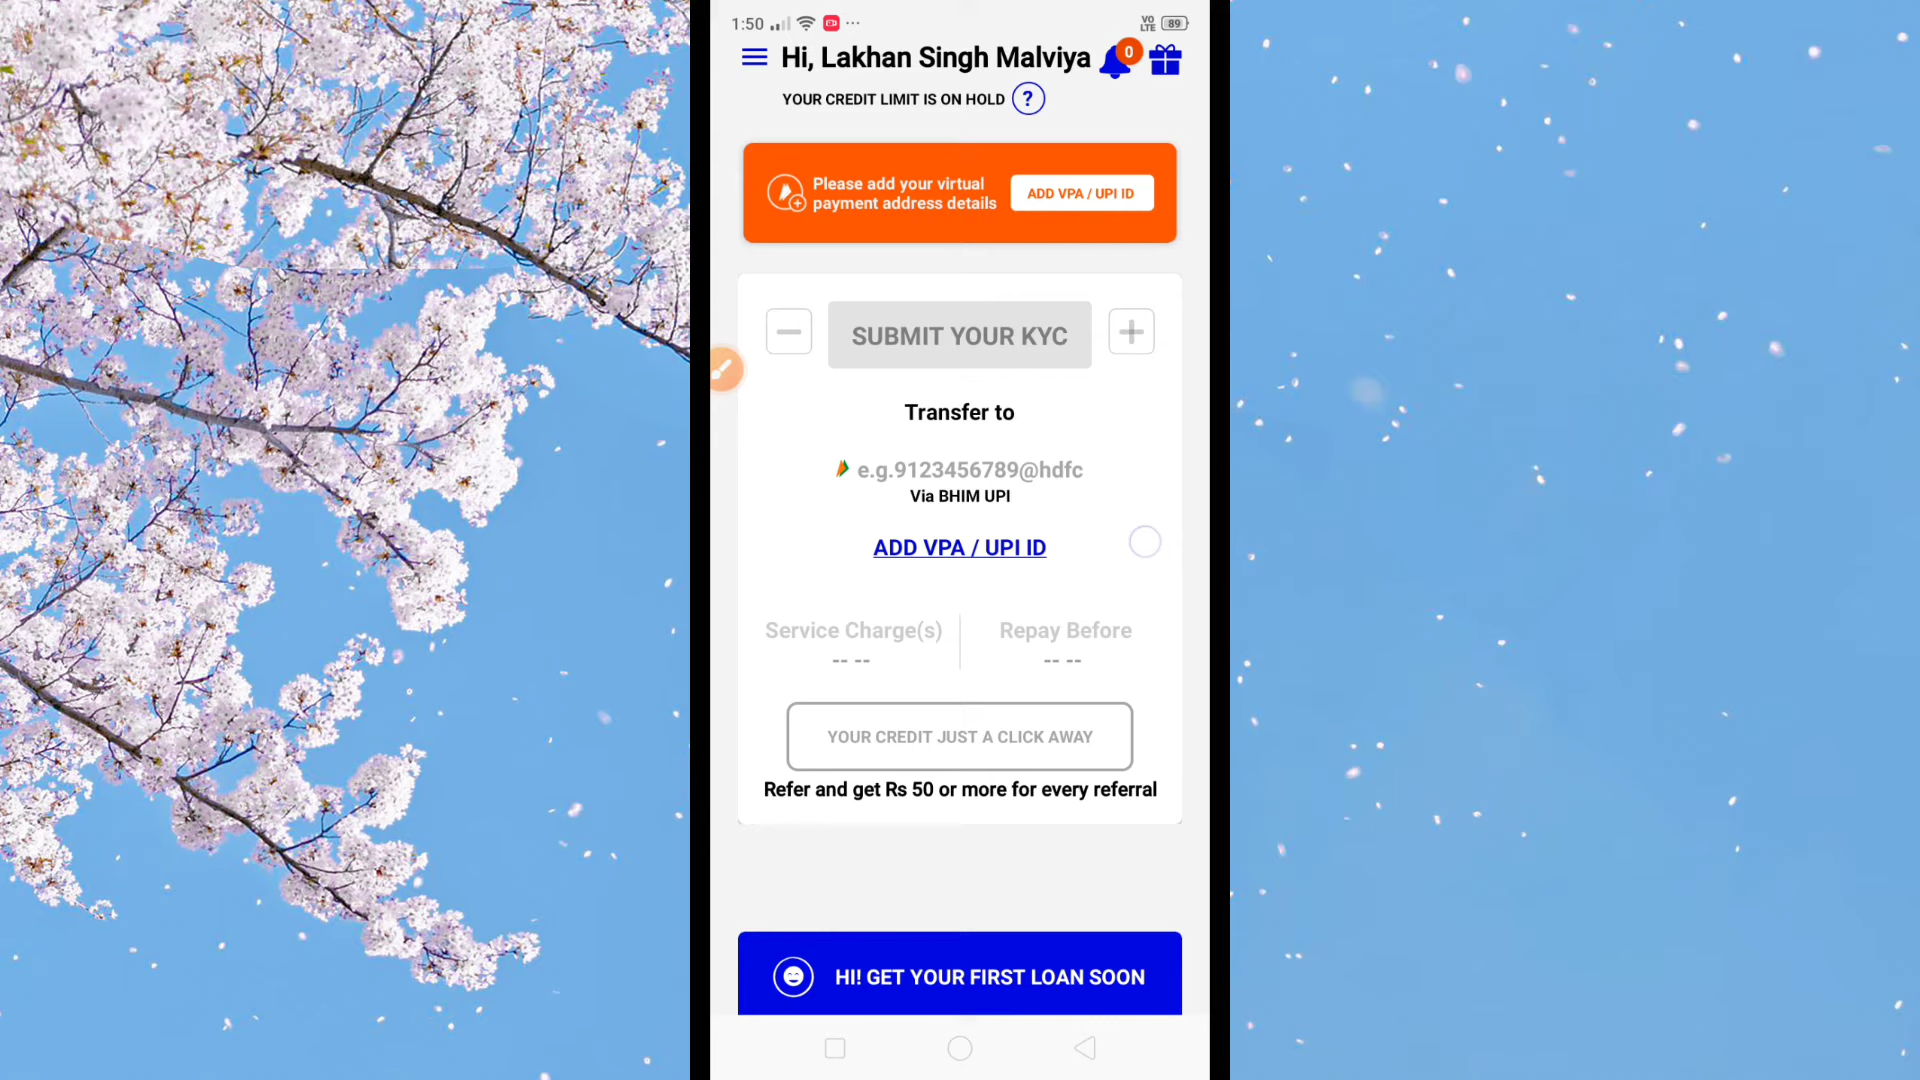 1:50
VO
LTE
89
Hi, Lakhan Singh Malviya
0
YOUR CREDIT LIMIT IS ON HOLD ?
Please add your virtual
payment address details
ADD VPA / UPI ID
SUBMIT YOUR KYC
Transfer to
e.g.9123456789@hdfc
Via BHIM UPI
ADD VPA / UPI ID
Service Charge(s)
-- --
Repay Before
-- --
YOUR CREDIT JUST A CLICK AWAY
Refer and get Rs 50 or more for every referral
HI! GET YOUR FIRST LOAN SOON